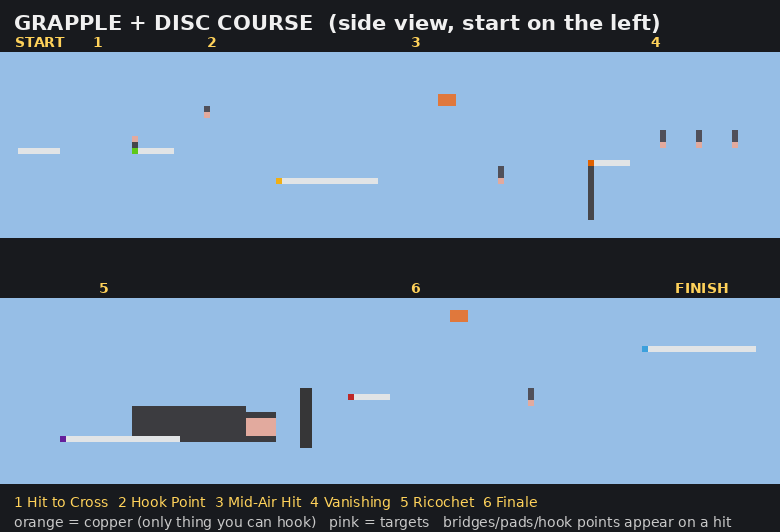 GRAPPLE + DISC COURSE  (side view, start on the left)
START 1 2 3 4
5 6 FINISH
1 Hit to Cross  2 Hook Point  3 Mid-Air Hit  4 Vanishing  5 Ricochet  6 Finale
orange = copper (only thing you can hook)   pink = targets   bridges/pads/hook points appear on a hit